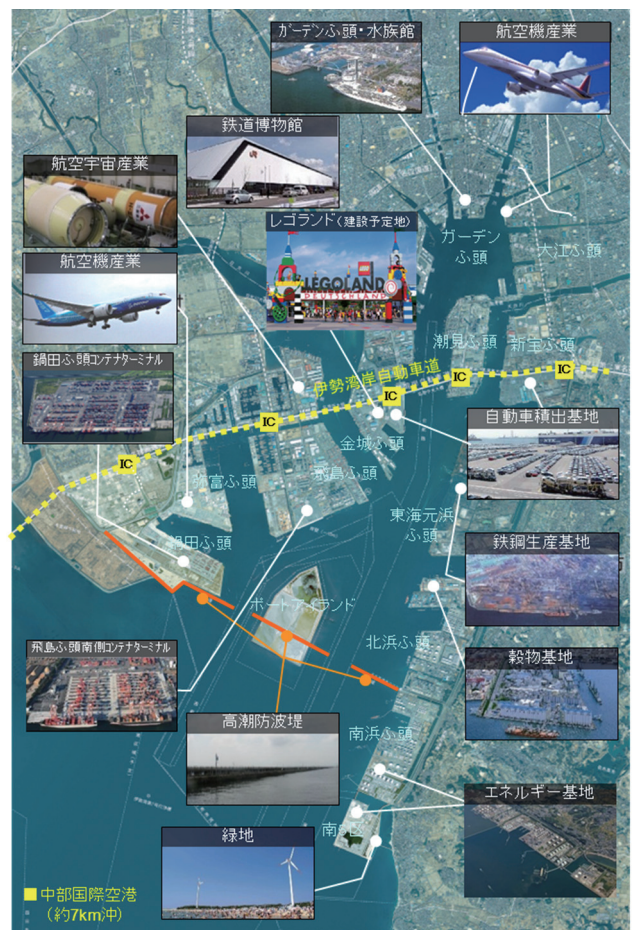 ガーデンふ頭・水族館
航空機産業
鉄道博物館
航空宇宙産業
レゴランド(建設予定地)
LEGOLAND
DEUTSCHLAND
ガーデン
ふ頭
大江ふ頭
航空機産業
潮見ふ頭
新宝ふ頭
鍋田ふ頭コンテナターミナル
伊勢湾岸自動車道
IC
IC
IC
IC
IC
自動車積出基地
金城ふ頭
飛島ふ頭
弥富ふ頭
東海元浜
ふ頭
鍋田ふ頭
鉄鋼生産基地
ポートアイランド
北浜ふ頭
飛島ふ頭南側コンテナターミナル
穀物基地
高潮防波堤
南浜ふ頭
エネルギー基地
緑地
中部国際空港
(約7km沖)